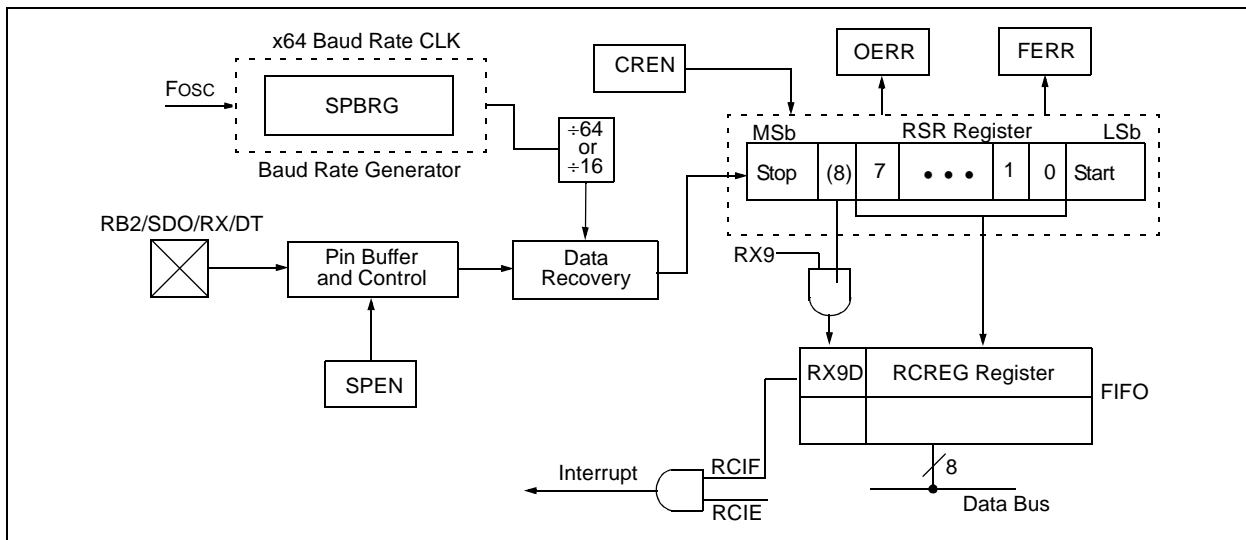 x64 Baud Rate CLK
FOSC
SPBRG
Baud Rate Generator
÷64
or
÷16
CREN
OERR
FERR
MSb
RSR Register
LSb
Stop
(8)
7
• • •
1
0
Start
RB2/SDO/RX/DT
Pin Buffer
and Control
Data
Recovery
RX9
SPEN
RX9D
RCREG Register
FIFO
Interrupt
RCIF
RCIE
8
Data Bus